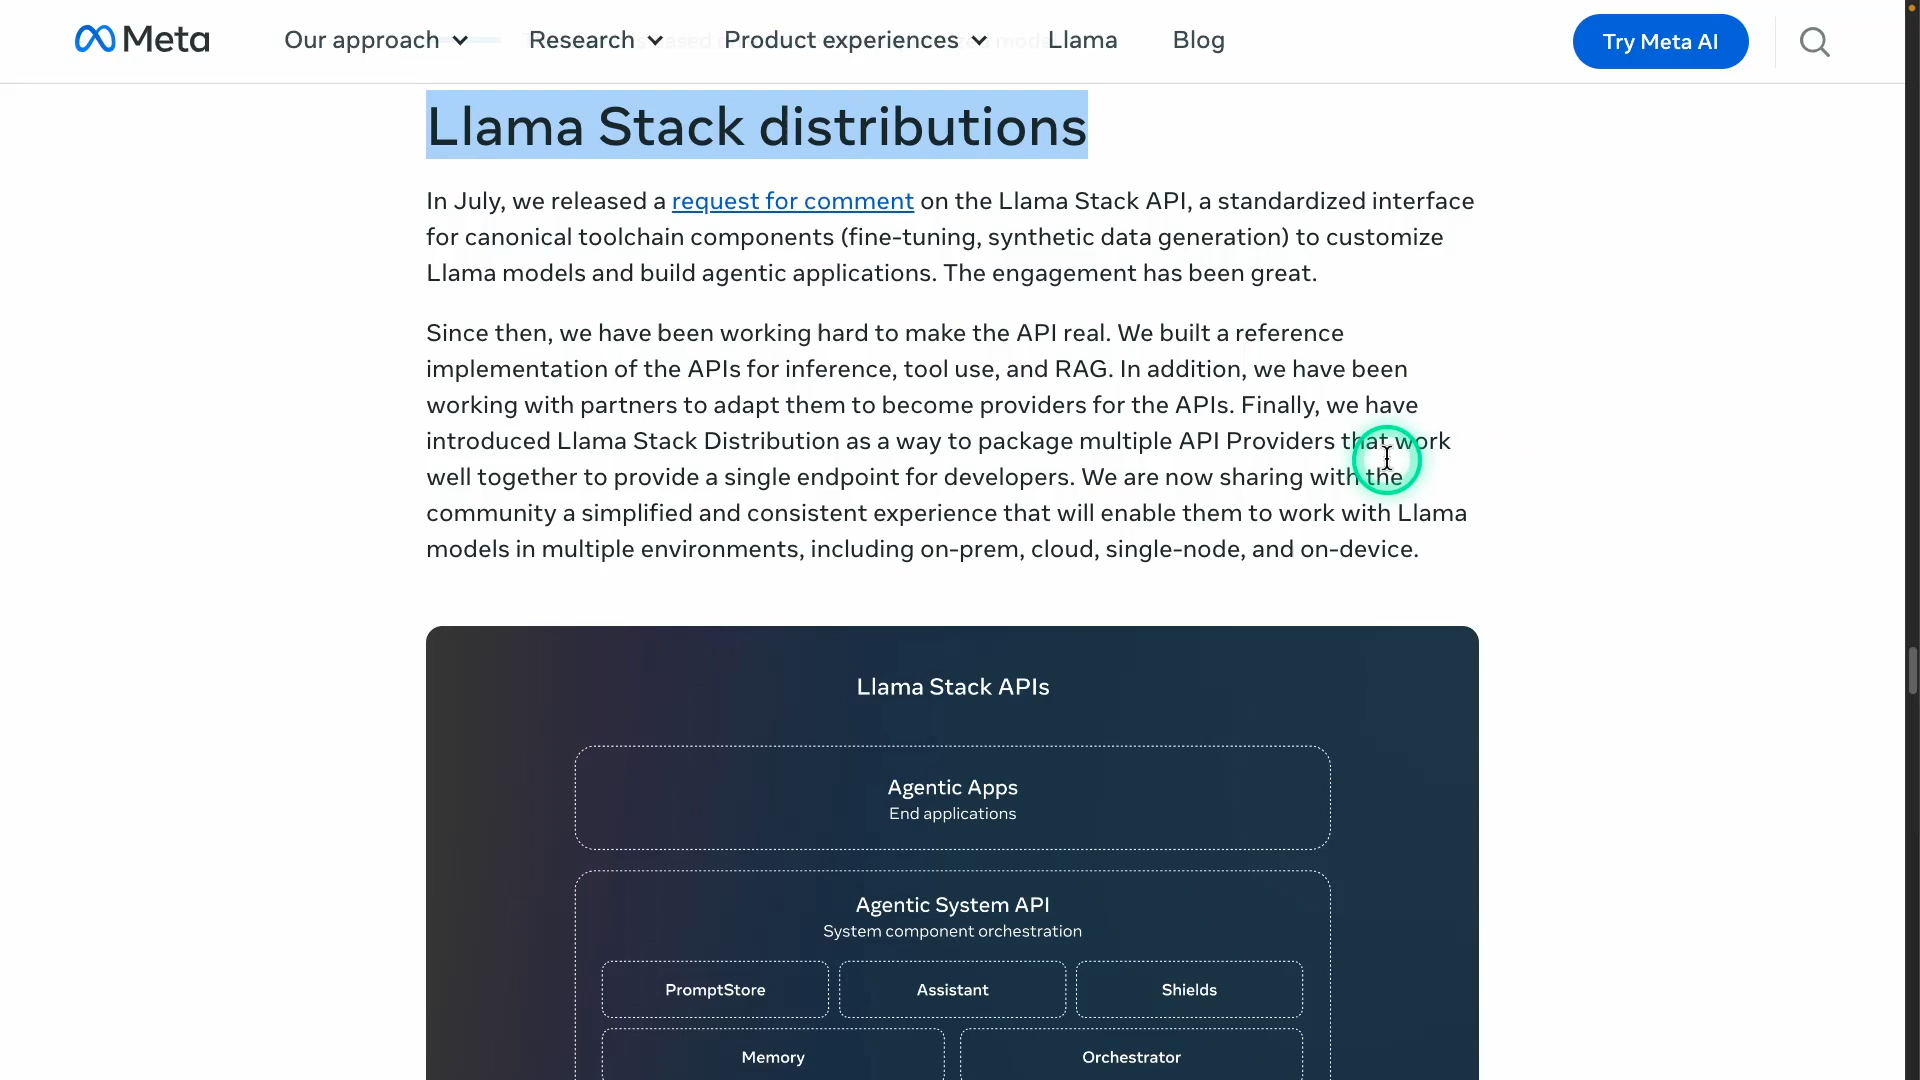 Meta
Our approach
Research
Product experiences
Llama
Blog
Try Meta AI
Llama Stack distributions
In July, we released a request for comment on the Llama Stack API, a standardized interface
for canonical toolchain components (fine-tuning, synthetic data generation) to customize
Llama models and build agentic applications. The engagement has been great.
Since then, we have been working hard to make the API real. We built a reference
implementation of the APIs for inference, tool use, and RAG. In addition, we have been
working with partners to adapt them to become providers for the APIs. Finally, we have
introduced Llama Stack Distribution as a way to package multiple API Providers that work
well together to provide a single endpoint for developers. We are now sharing with the
community a simplified and consistent experience that will enable them to work with Llama
models in multiple environments, including on-prem, cloud, single-node, and on-device.
Llama Stack APIs
Agentic Apps
End applications
Agentic System API
System component orchestration
PromptStore
Assistant
Shields
Memory
Orchestrator